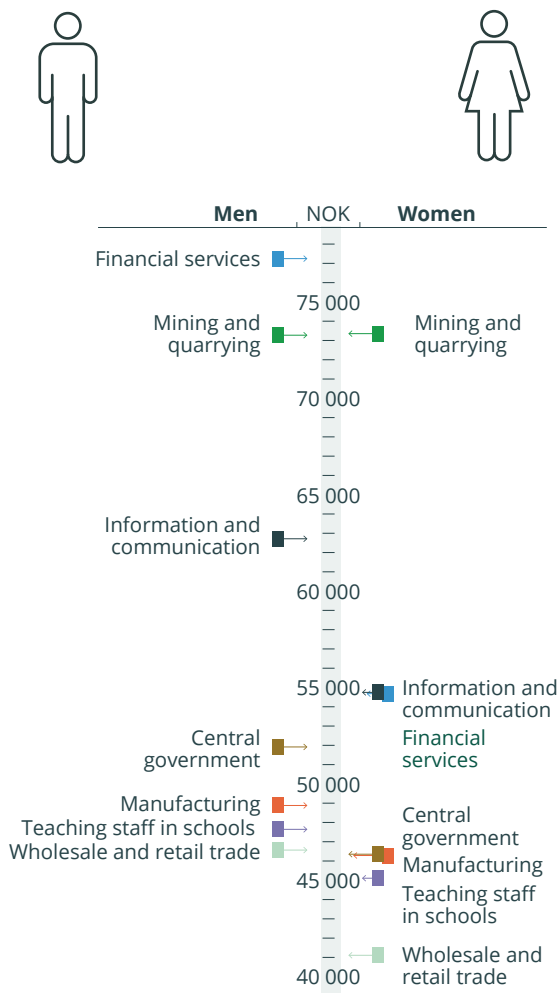 Men NOK Women
Financial services
75 000
Mining and
quarrying
Mining and
quarrying
70 000
65 000
Information and
communication
60 000
55 000
Information and
communication
Financial
services
Central
government
50 000
Manufacturing
Teaching staff in schools
Wholesale and retail trade
Central
government
Manufacturing
45 000
Teaching staff
in schools
Wholesale and
retail trade
40 000